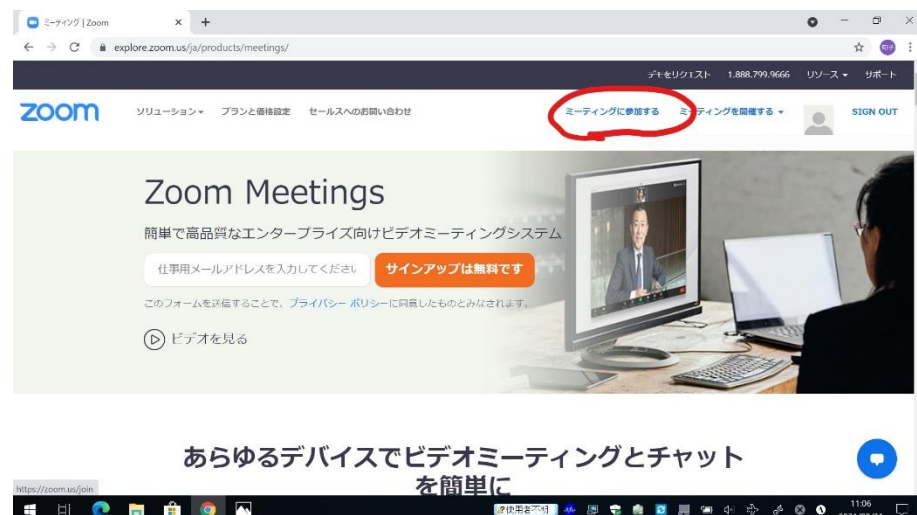 ミーティング | Zoom
explore.zoom.us/ja/products/meetings/
デモをリクエスト 1.888.799.9666 リソース サポート
zoom ソリューション プランと価格設定 セールスへのお問い合わせ ミーティングに参加する ミーティングを開催する SIGN OUT
Zoom Meetings
簡単で高品質なエンタープライズ向けビデオミーティングシステム
仕事用メールアドレスを入力してください サインアップは無料です
このフォームを送信することで、プライバシー ポリシーに同意したものとみなされます。
ビデオを見る
あらゆるデバイスでビデオミーティングとチャット
を簡単に
https://zoom.us/join
11:06